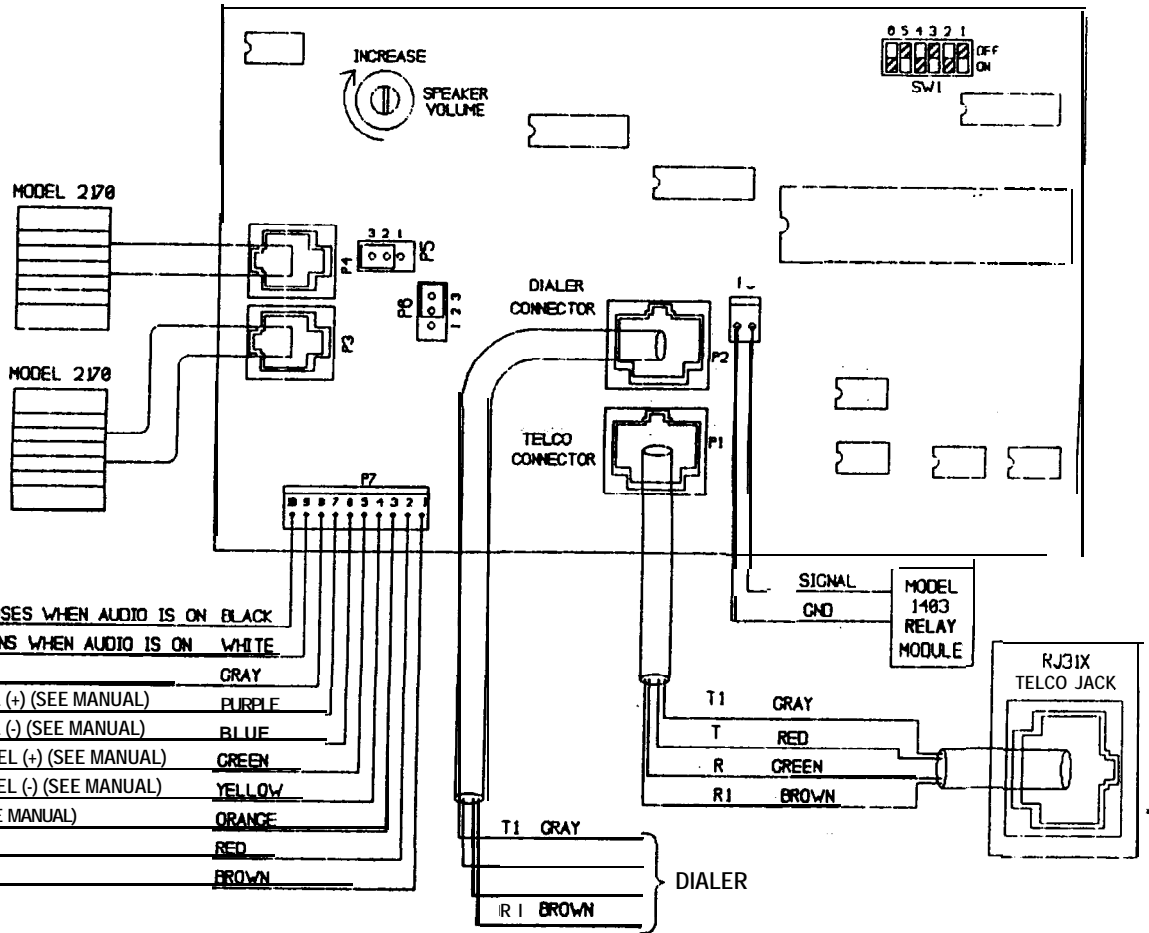 INCREASE
SPEAKER
VOLUME
6 5 4 3 2 1
OFF
ON
SW1
MODEL 2170
P4
3 2 1
P5
P6
1 2 3
P3
MODEL 2170
DIALER
CONNECTOR
P2
TELCO
CONNECTOR
P1
P7
10 9 8 7 6 5 4 3 2 1
SES WHEN AUDIO IS ON BLACK
NS WHEN AUDIO IS ON WHITE
GRAY
(+) (SEE MANUAL) PURPLE
(-) (SEE MANUAL) BLUE
EL (+) (SEE MANUAL) GREEN
EL (-) (SEE MANUAL) YELLOW
E MANUAL) ORANGE
RED
BROWN
SIGNAL
GND
MODEL
1403
RELAY
MODULE
RJ31X
TELCO JACK
T1 GRAY
T RED
R GREEN
R1 BROWN
T1 GRAY
R1 BROWN
DIALER